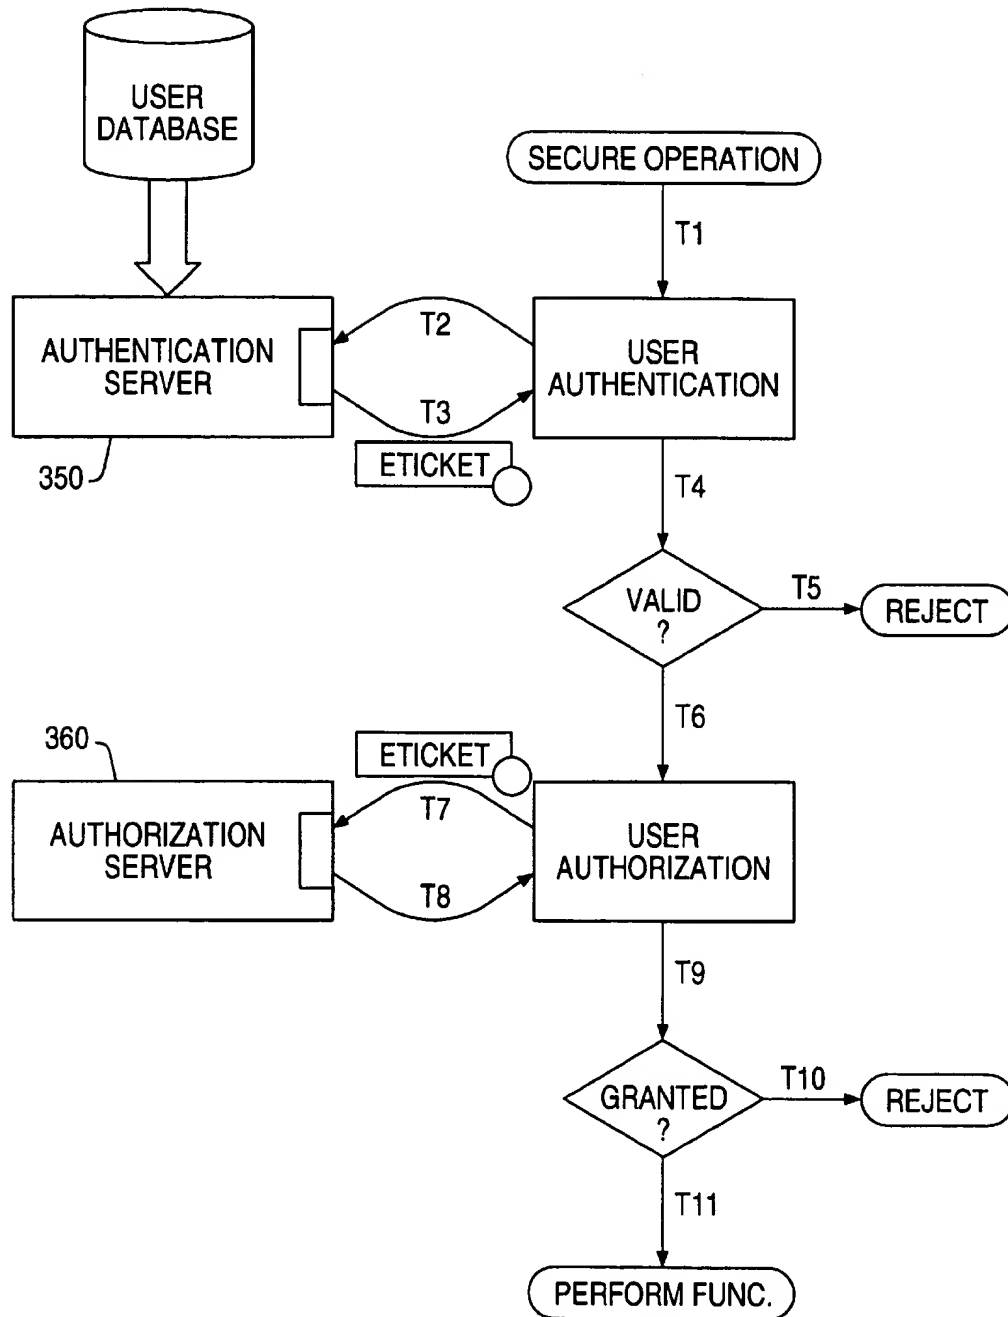 USER
DATABASE
SECURE OPERATION
T1
AUTHENTICATION
SERVER
T2
T3
USER
AUTHENTICATION
ETICKET
350
T4
VALID
?
T5
REJECT
T6
360
ETICKET
AUTHORIZATION
SERVER
T7
T8
USER
AUTHORIZATION
T9
GRANTED
?
T10
REJECT
T11
PERFORM FUNC.